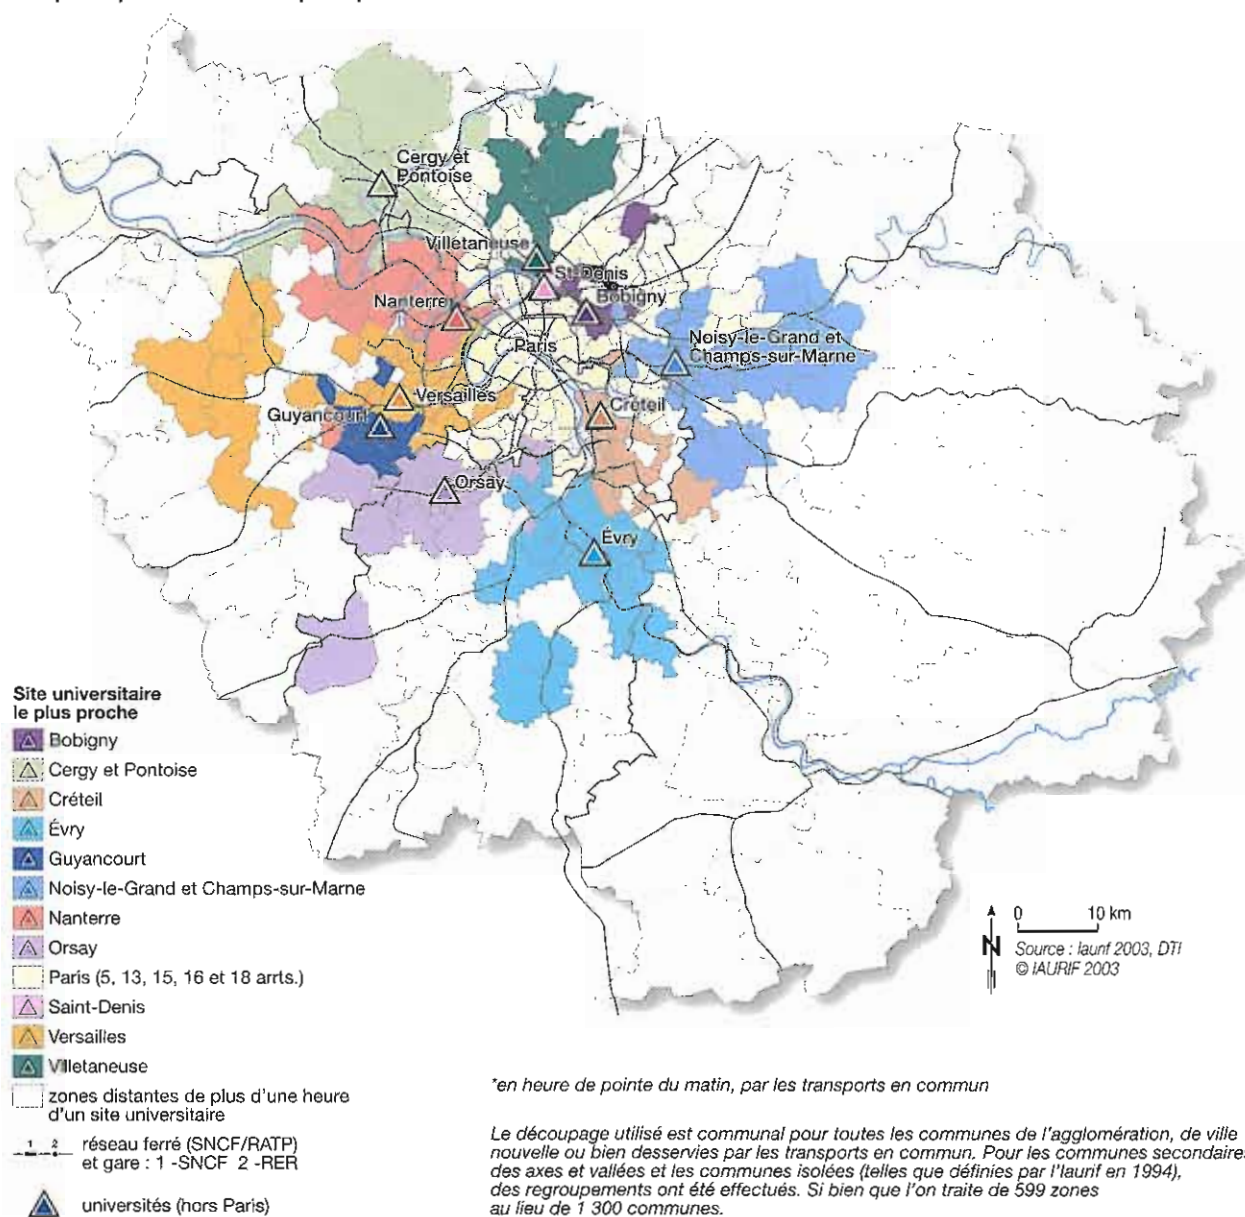 Cergy et
Pontoise
Villetaneuse
St-Denis
Nanterre
Bobigny
Paris
Noisy-le-Grand et
Champs-sur-Marne
Versailles
Guyancourt
Créteil
Orsay
Évry
Site universitaire
le plus proche
Bobigny
Cergy et Pontoise
Créteil
Évry
Guyancourt
Noisy-le-Grand et Champs-sur-Marne
Nanterre
Orsay
Paris (5, 13, 15, 16 et 18 arrts.)
Saint-Denis
Versailles
Villetaneuse
zones distantes de plus d'une heure
d'un site universitaire
1 2 réseau ferré (SNCF/RATP)
et gare : 1 -SNCF 2 -RER
universités (hors Paris)
0 10 km
N
Source : Iaurif 2003, DTI
© IAURIF 2003
*en heure de pointe du matin, par les transports en commun
Le découpage utilisé est communal pour toutes les communes de l'agglomération, de ville
nouvelle ou bien desservies par les transports en commun. Pour les communes secondaires
des axes et vallées et les communes isolées (telles que définies par l'Iaurif en 1994),
des regroupements ont été effectués. Si bien que l'on traite de 599 zones
au lieu de 1 300 communes.